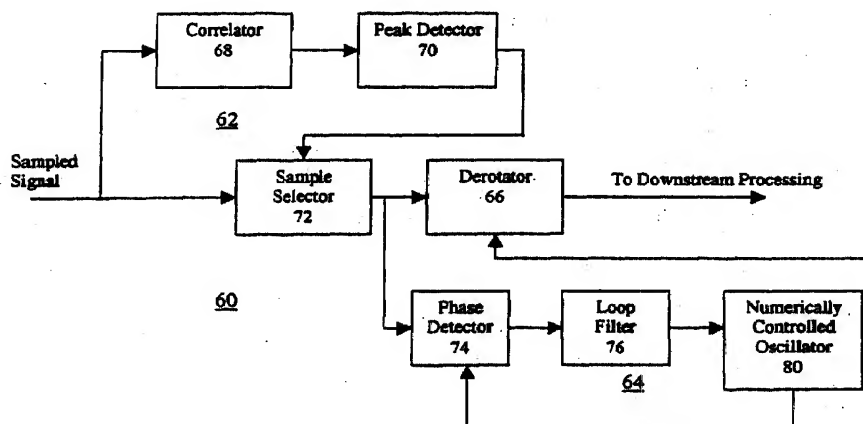 Correlator
68
Peak Detector
70
62
Sampled
Signal
Sample
Selector
72
Derotator
66
To Downstream Processing
60
Phase
Detector
74
Loop
Filter
76
Numerically
Controlled
Oscillator
80
64